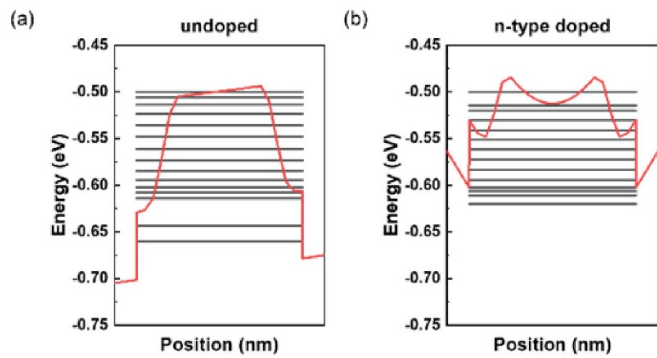 (a)
undoped
-0.45
-0.50
-0.55
-0.60
-0.65
-0.70
-0.75
Energy (eV)
Position (nm)
(b)
n-type doped
-0.45
-0.50
-0.55
-0.60
-0.65
-0.70
-0.75
Energy (eV)
Position (nm)